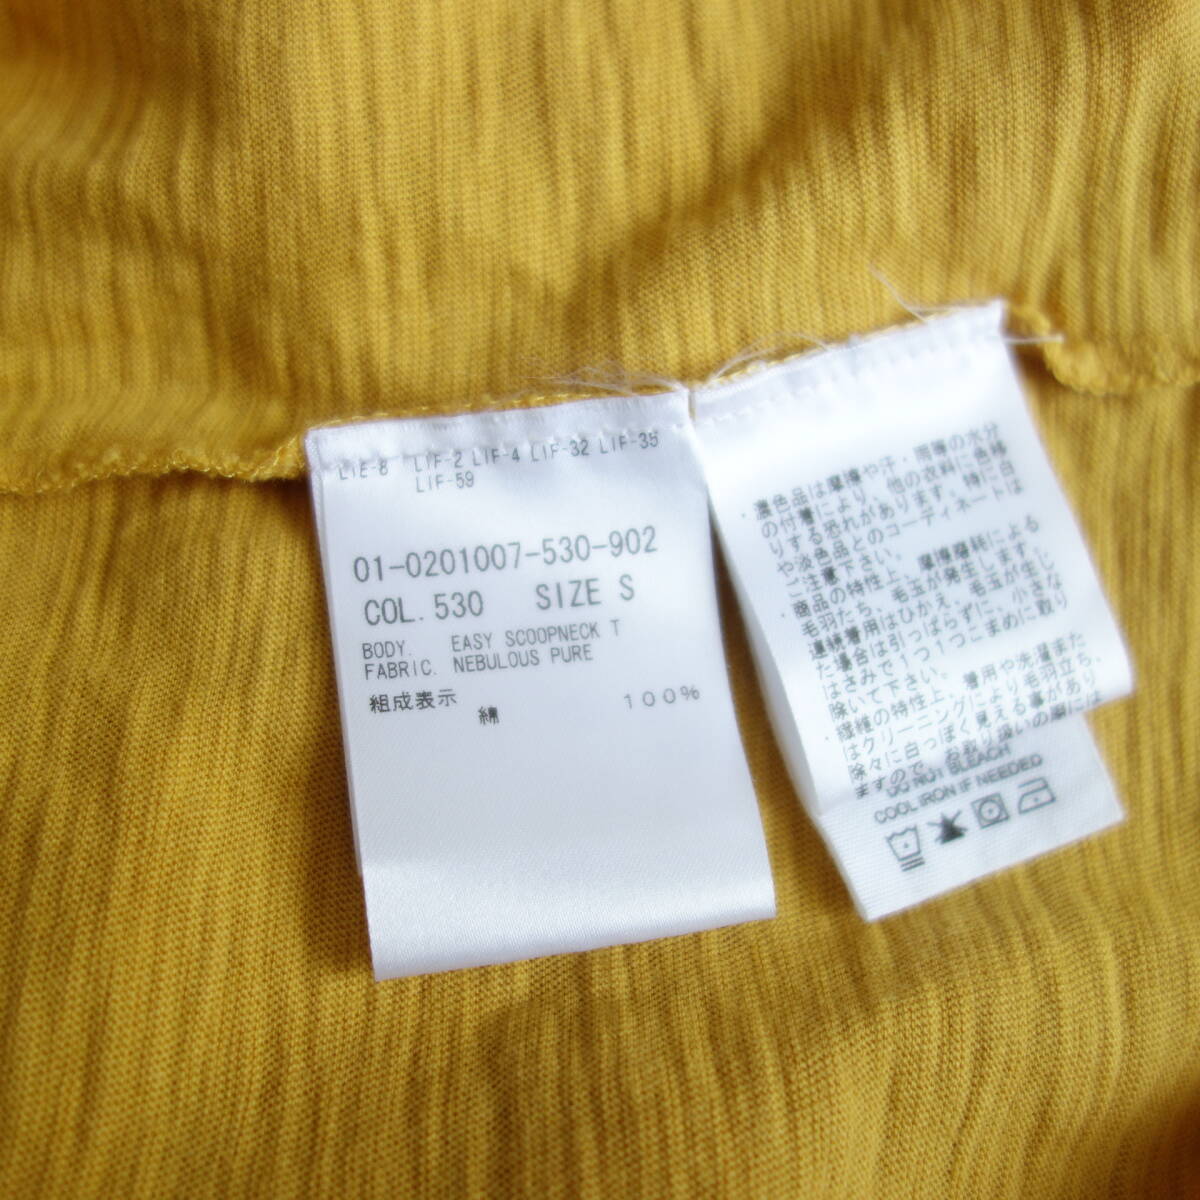 LIE-8 LIF-2 LIF-4 LIF-32 LIF-35
LIF-59
01-0201007-530-902
COL. 530 SIZE S
BODY. EASY SCOOPNECK T
FABRIC. NEBULOUS PURE
組成表示
綿 100%
・濃色品は摩擦や汗・雨等の水分
の付着により、他の衣料に色移
りする恐れがあります。特に白
や淡色品とのコーディネートは
ご注意下さい。
・商品の特性上、摩擦摩耗による
毛羽たち、毛玉が発生します。
連続着用はひかえ、毛玉が生じ
た場合は引っぱらずに、小さな
はさみで1つ1つこまめに取り
除いて下さい。
・繊維の特性上、着用や洗濯また
はクリーニングにより毛羽立ち、
除々に白っぽく見える事があり
ますので、お取り扱いの際には
DO NOT BLEACH
COOL IRON IF NEEDED